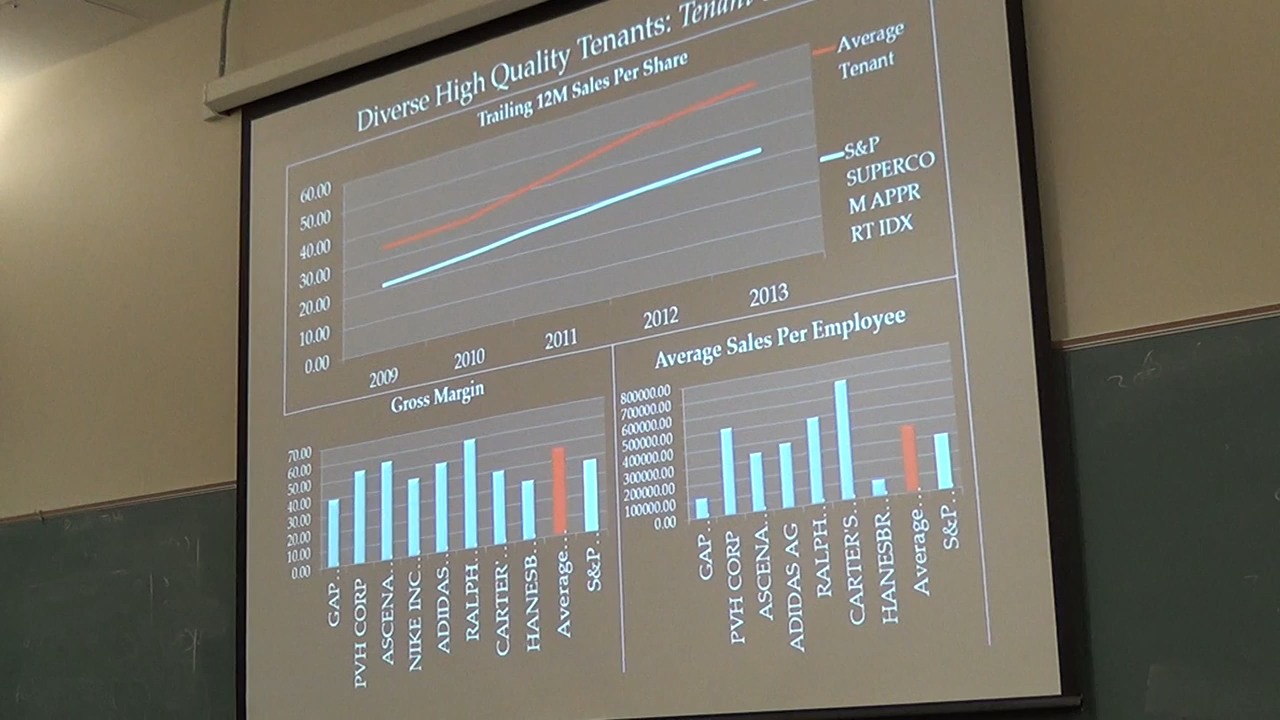 Diverse High Quality Tenants: Tenant
Trailing 12M Sales Per Share
60.00
50.00
40.00
30.00
20.00
10.00
0.00
2009
2010
2011
2012
2013
Average
Tenant
S&P
SUPERCO
M APPR
RT IDX
Gross Margin
70.00
60.00
50.00
40.00
30.00
20.00
10.00
0.00
GAP…
PVH CORP
ASCENA…
NIKE INC…
ADIDAS…
RALPH…
CARTER'…
HANESB…
Average…
S&P…
Average Sales Per Employee
800000.00
700000.00
600000.00
500000.00
400000.00
300000.00
200000.00
100000.00
0.00
GAP…
PVH CORP
ASCENA…
ADIDAS AG
RALPH…
CARTER'S…
HANESBR…
Average…
S&P…